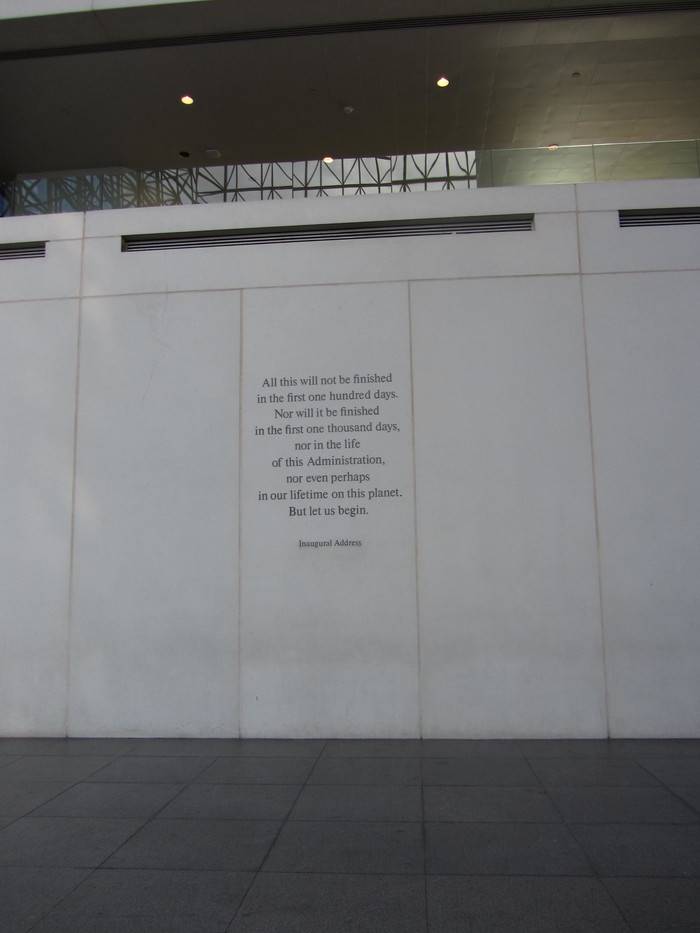 All this will not be finished
in the first one hundred days.
Nor will it be finished
in the first one thousand days,
nor in the life
of this Administration,
nor even perhaps
in our lifetime on this planet.
But let us begin.
Inaugural Address